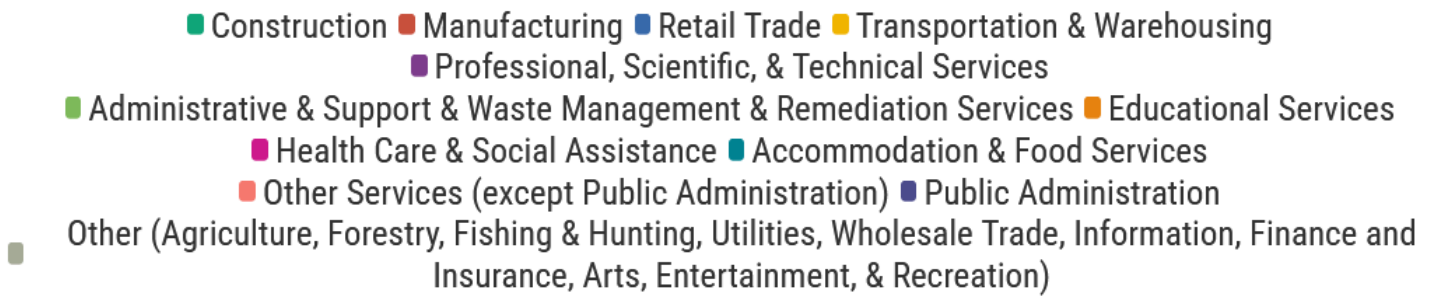 Construction Manufacturing Retail Trade Transportation & Warehousing
Professional, Scientific, & Technical Services
Administrative & Support & Waste Management & Remediation Services Educational Services
Health Care & Social Assistance Accommodation & Food Services
Other Services (except Public Administration) Public Administration
Other (Agriculture, Forestry, Fishing & Hunting, Utilities, Wholesale Trade, Information, Finance and
Insurance, Arts, Entertainment, & Recreation)